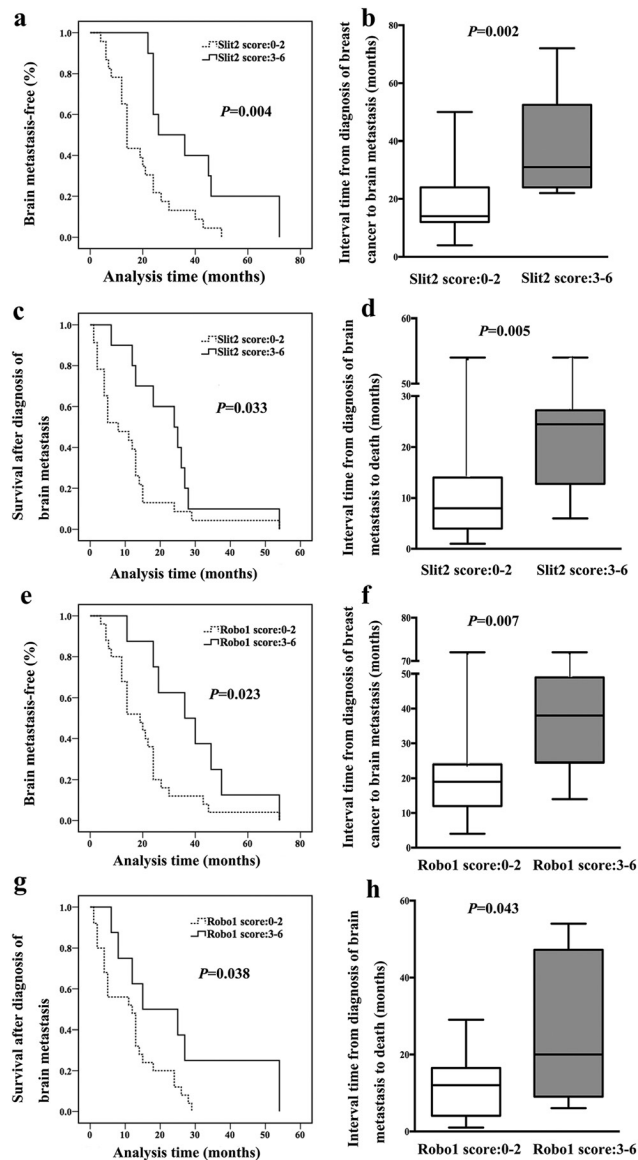 a
Brain metastasis-free (%)
1.0
0.8
0.6
0.4
0.2
0.0
Slit2 score:0-2
Slit2 score:3-6
P=0.004
0 20 40 60 80
Analysis time (months)
b
Interval time from diagnosis of breast
cancer to brain metastasis (months)
80
60
40
20
0
P=0.002
Slit2 score:0-2 Slit2 score:3-6
c
Survival after diagnosis of
brain metastasis
1.0
0.8
0.6
0.4
0.2
0.0
Slit2 score:0-2
Slit2 score:3-6
P=0.033
0 10 20 30 40 50 60
Analysis time (months)
d
Interval time from diagnosis of brain
metastasis to death (months)
60
50
30
20
10
0
P=0.005
Slit2 score:0-2 Slit2 score:3-6
e
Brain metastasis-free (%)
1.0
0.8
0.6
0.4
0.2
0.0
Robo1 score:0-2
Robo1 score:3-6
P=0.023
0 20 40 60 80
Analysis time (months)
f
Interval time from diagnosis of breast
cancer to brain metastasis (months)
80
70
50
40
30
20
10
0
P=0.007
Robo1 score:0-2 Robo1 score:3-6
g
Survival after diagnosis of
brain metastasis
1.0
0.8
0.6
0.4
0.2
0.0
Robo1 score:0-2
Robo1 score:3-6
P=0.038
0 10 20 30 40 50 60
Analysis time (months)
h
Interval time from diagnosis of brain
metastasis to death (months)
60
40
20
0
P=0.043
Robo1 score:0-2 Robo1 score:3-6